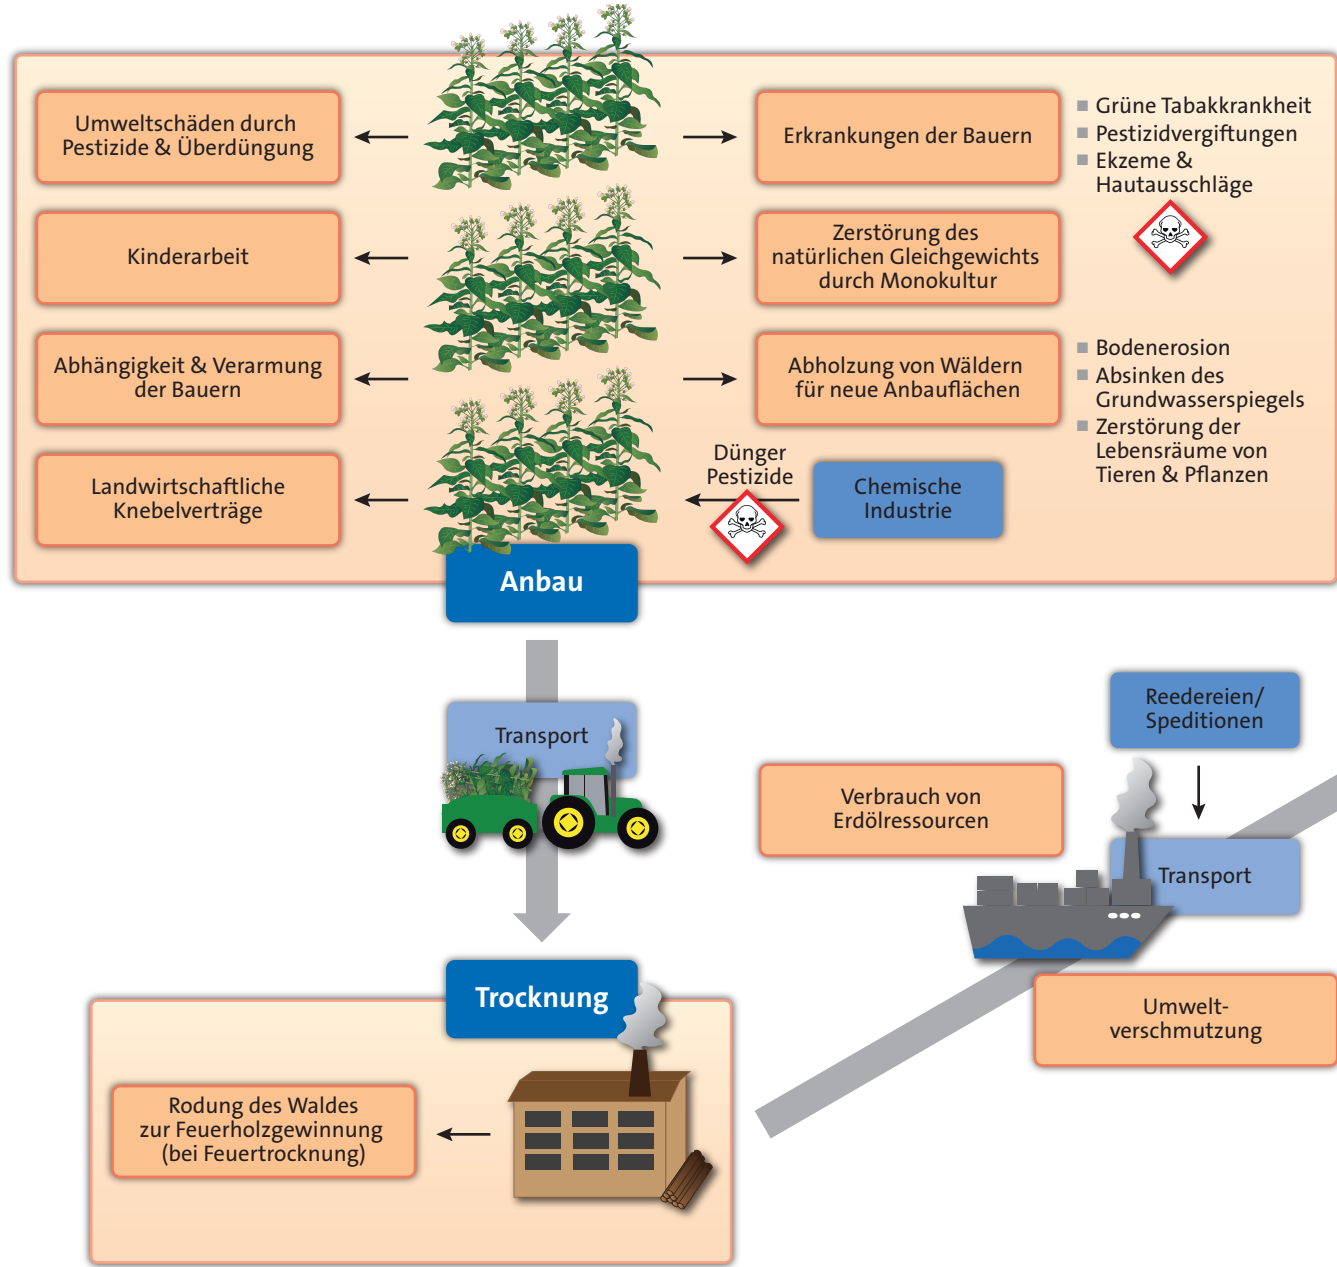 Umweltschäden durch
Pestizide & Überdüngung
Erkrankungen der Bauern
Grüne Tabakkrankheit
Pestizidvergiftungen
Ekzeme &
Hautausschläge
Kinderarbeit
Zerstörung des
natürlichen Gleichgewichts
durch Monokultur
Abhängigkeit & Verarmung
der Bauern
Abholzung von Wäldern
für neue Anbauflächen
Bodenerosion
Absinken des
Grundwasserspiegels
Zerstörung der
Lebensräume von
Tieren & Pflanzen
Landwirtschaftliche
Knebelverträge
Dünger
Pestizide
Chemische
Industrie
Anbau
Transport
Reedereien/
Speditionen
Verbrauch von
Erdölressourcen
Transport
Umwelt-
verschmutzung
Trocknung
Rodung des Waldes
zur Feuerholzgewinnung
(bei Feuertrocknung)